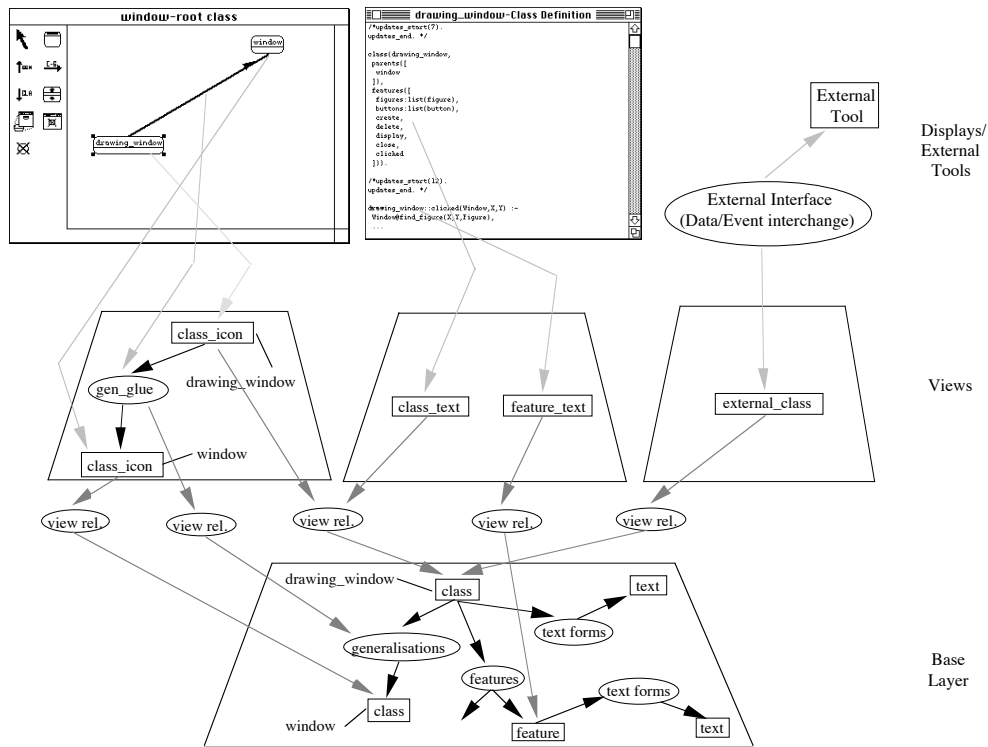 window-root class
window
drawing_window
drawing_window-Class Definition
/*updates_start(7).
updates_end. */
class(drawing_window,
parents([
window
]),
features([
figures:list(figure),
buttons:list(button),
create,
delete,
display,
close,
clicked
])).
/*updates_start(12).
updates_end. */
drawing_window::clicked(Window,X,Y) :-
Window@find_figure(X,Y,Figure),
...
External
Tool
Displays/
External
Tools
External Interface
(Data/Event interchange)
class_icon
gen_glue
drawing_window
class_icon
window
class_text
feature_text
external_class
Views
view rel.
view rel.
view rel.
view rel.
view rel.
drawing_window
class
text
text forms
generalisations
features
text forms
class
window
feature
text
Base
Layer